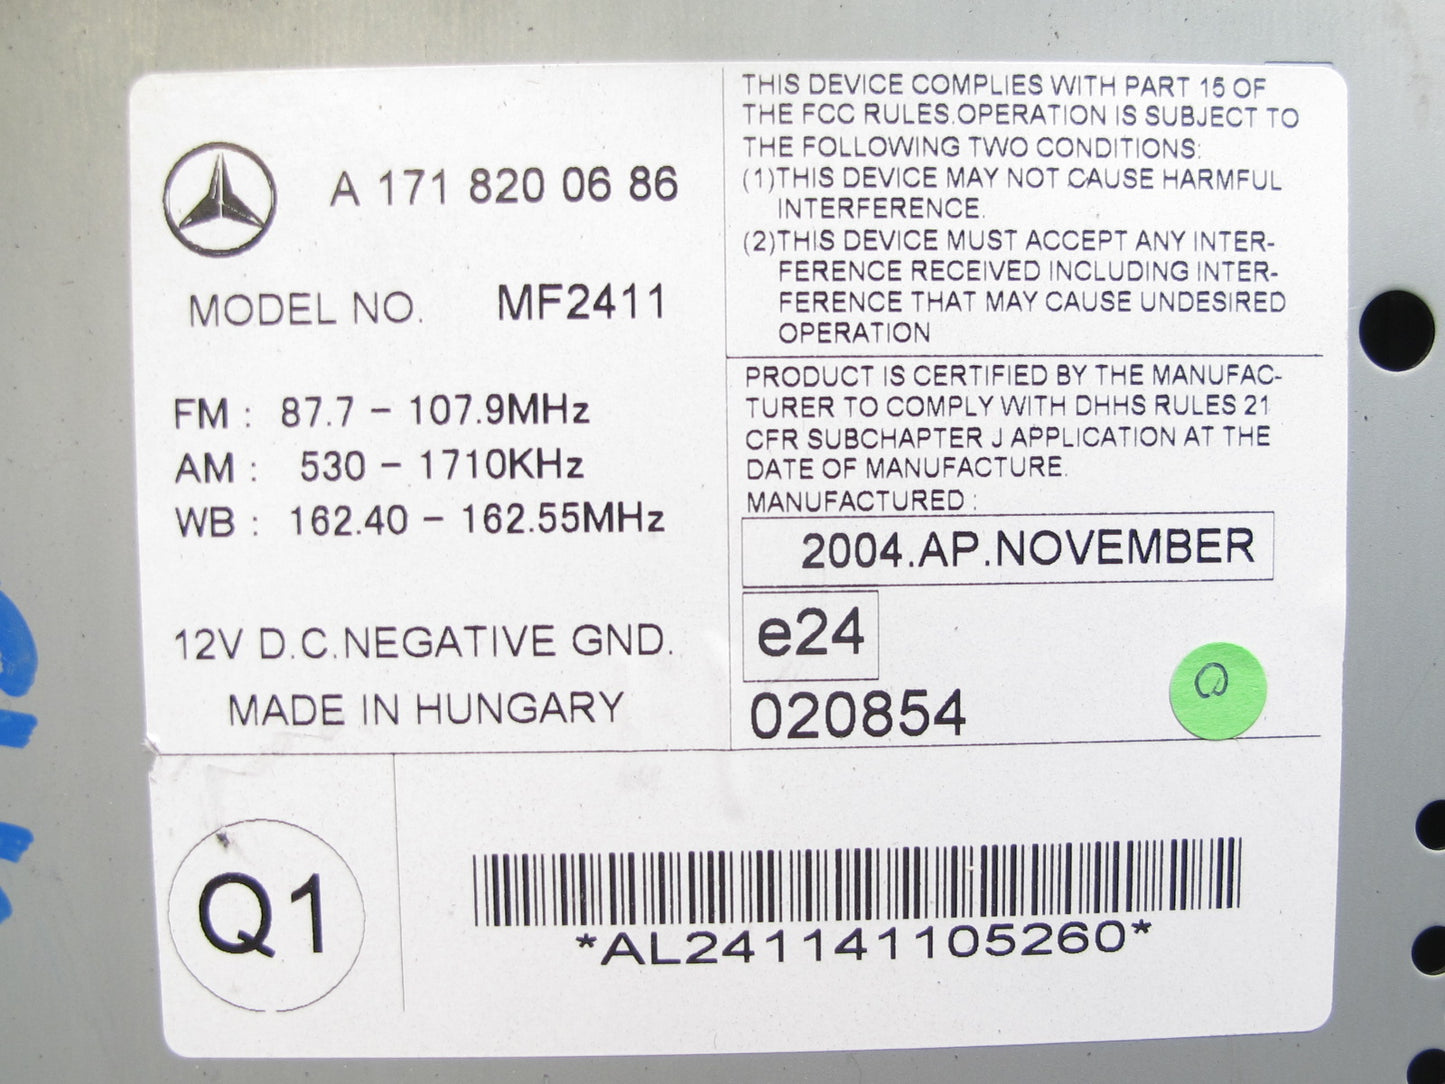 A 171 820 06 86
MODEL NO. MF2411
FM : 87.7 – 107.9MHz
AM : 530 – 1710KHz
WB : 162.40 – 162.55MHz
12V D.C.NEGATIVE GND.
MADE IN HUNGARY
THIS DEVICE COMPLIES WITH PART 15 OF
THE FCC RULES.OPERATION IS SUBJECT TO
THE FOLLOWING TWO CONDITIONS:
(1)THIS DEVICE MAY NOT CAUSE HARMFUL
INTERFERENCE.
(2)THIS DEVICE MUST ACCEPT ANY INTER-
FERENCE RECEIVED INCLUDING INTER-
FERENCE THAT MAY CAUSE UNDESIRED
OPERATION
PRODUCT IS CERTIFIED BY THE MANUFAC-
TURER TO COMPLY WITH DHHS RULES 21
CFR SUBCHAPTER J APPLICATION AT THE
DATE OF MANUFACTURE.
MANUFACTURED :
2004.AP.NOVEMBER
e24
020854
Q1
*AL241141105260*